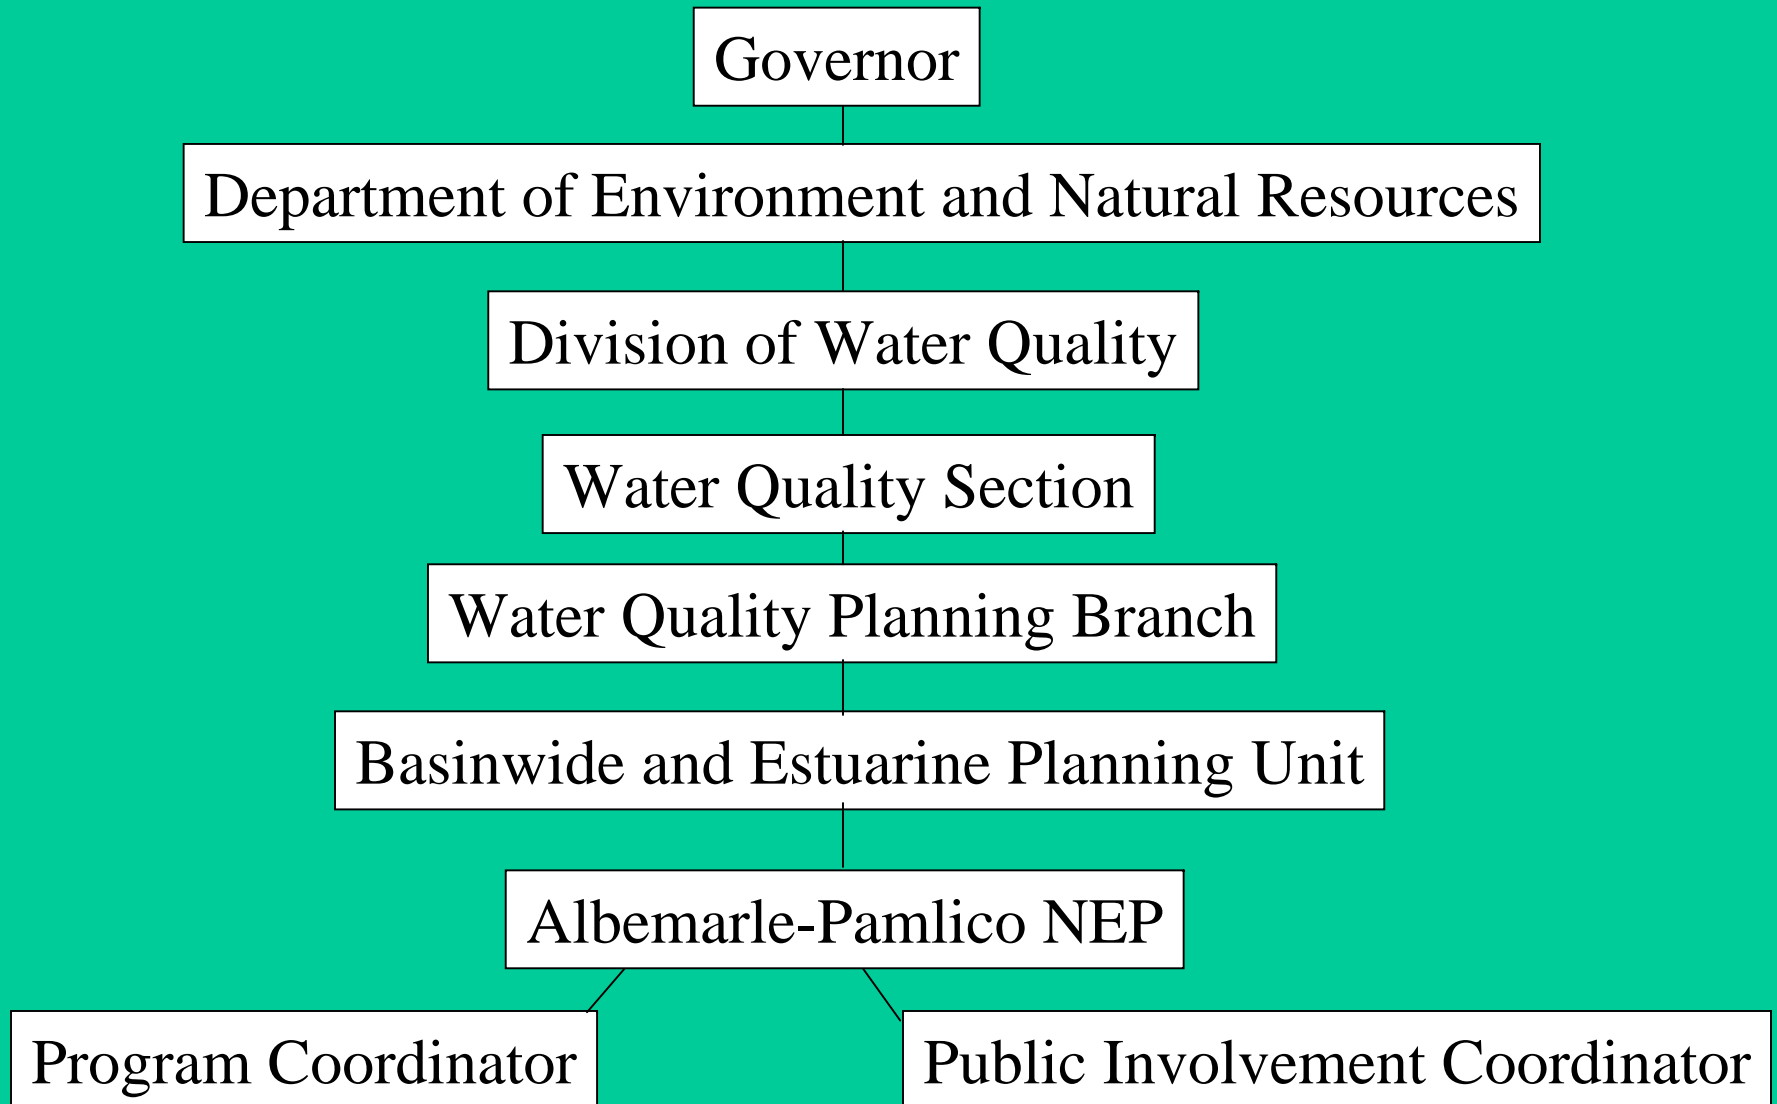 Governor
Department of Environment and Natural Resources
Division of Water Quality
Water Quality Section
Water Quality Planning Branch
Basinwide and Estuarine Planning Unit
Albemarle-Pamlico NEP
Program Coordinator
Public Involvement Coordinator